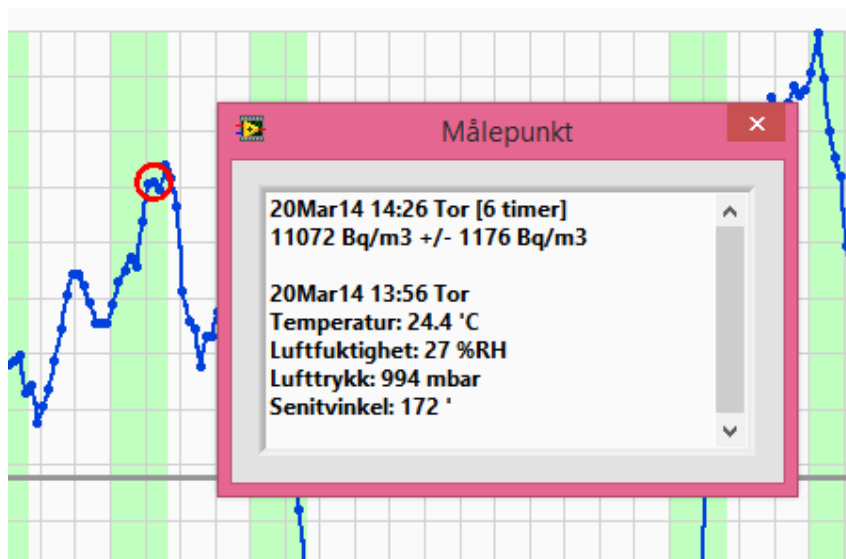 Målepunkt
20Mar14 14:26 Tor [6 timer]
11072 Bq/m3 +/- 1176 Bq/m3
20Mar14 13:56 Tor
Temperatur: 24.4 'C
Luftfuktighet: 27 %RH
Lufttrykk: 994 mbar
Senitvinkel: 172 '